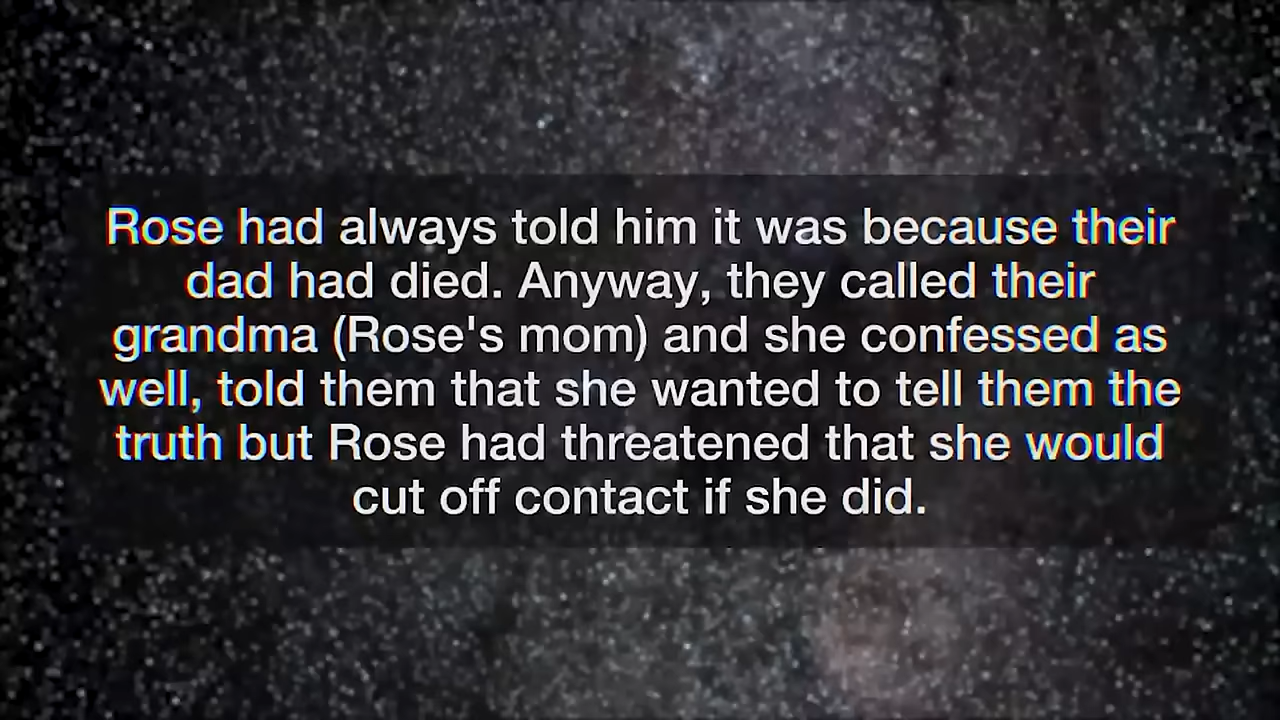 Rose had always told him it was because their
dad had died. Anyway, they called their
grandma (Rose's mom) and she confessed as
well, told them that she wanted to tell them the
truth but Rose had threatened that she would
cut off contact if she did.